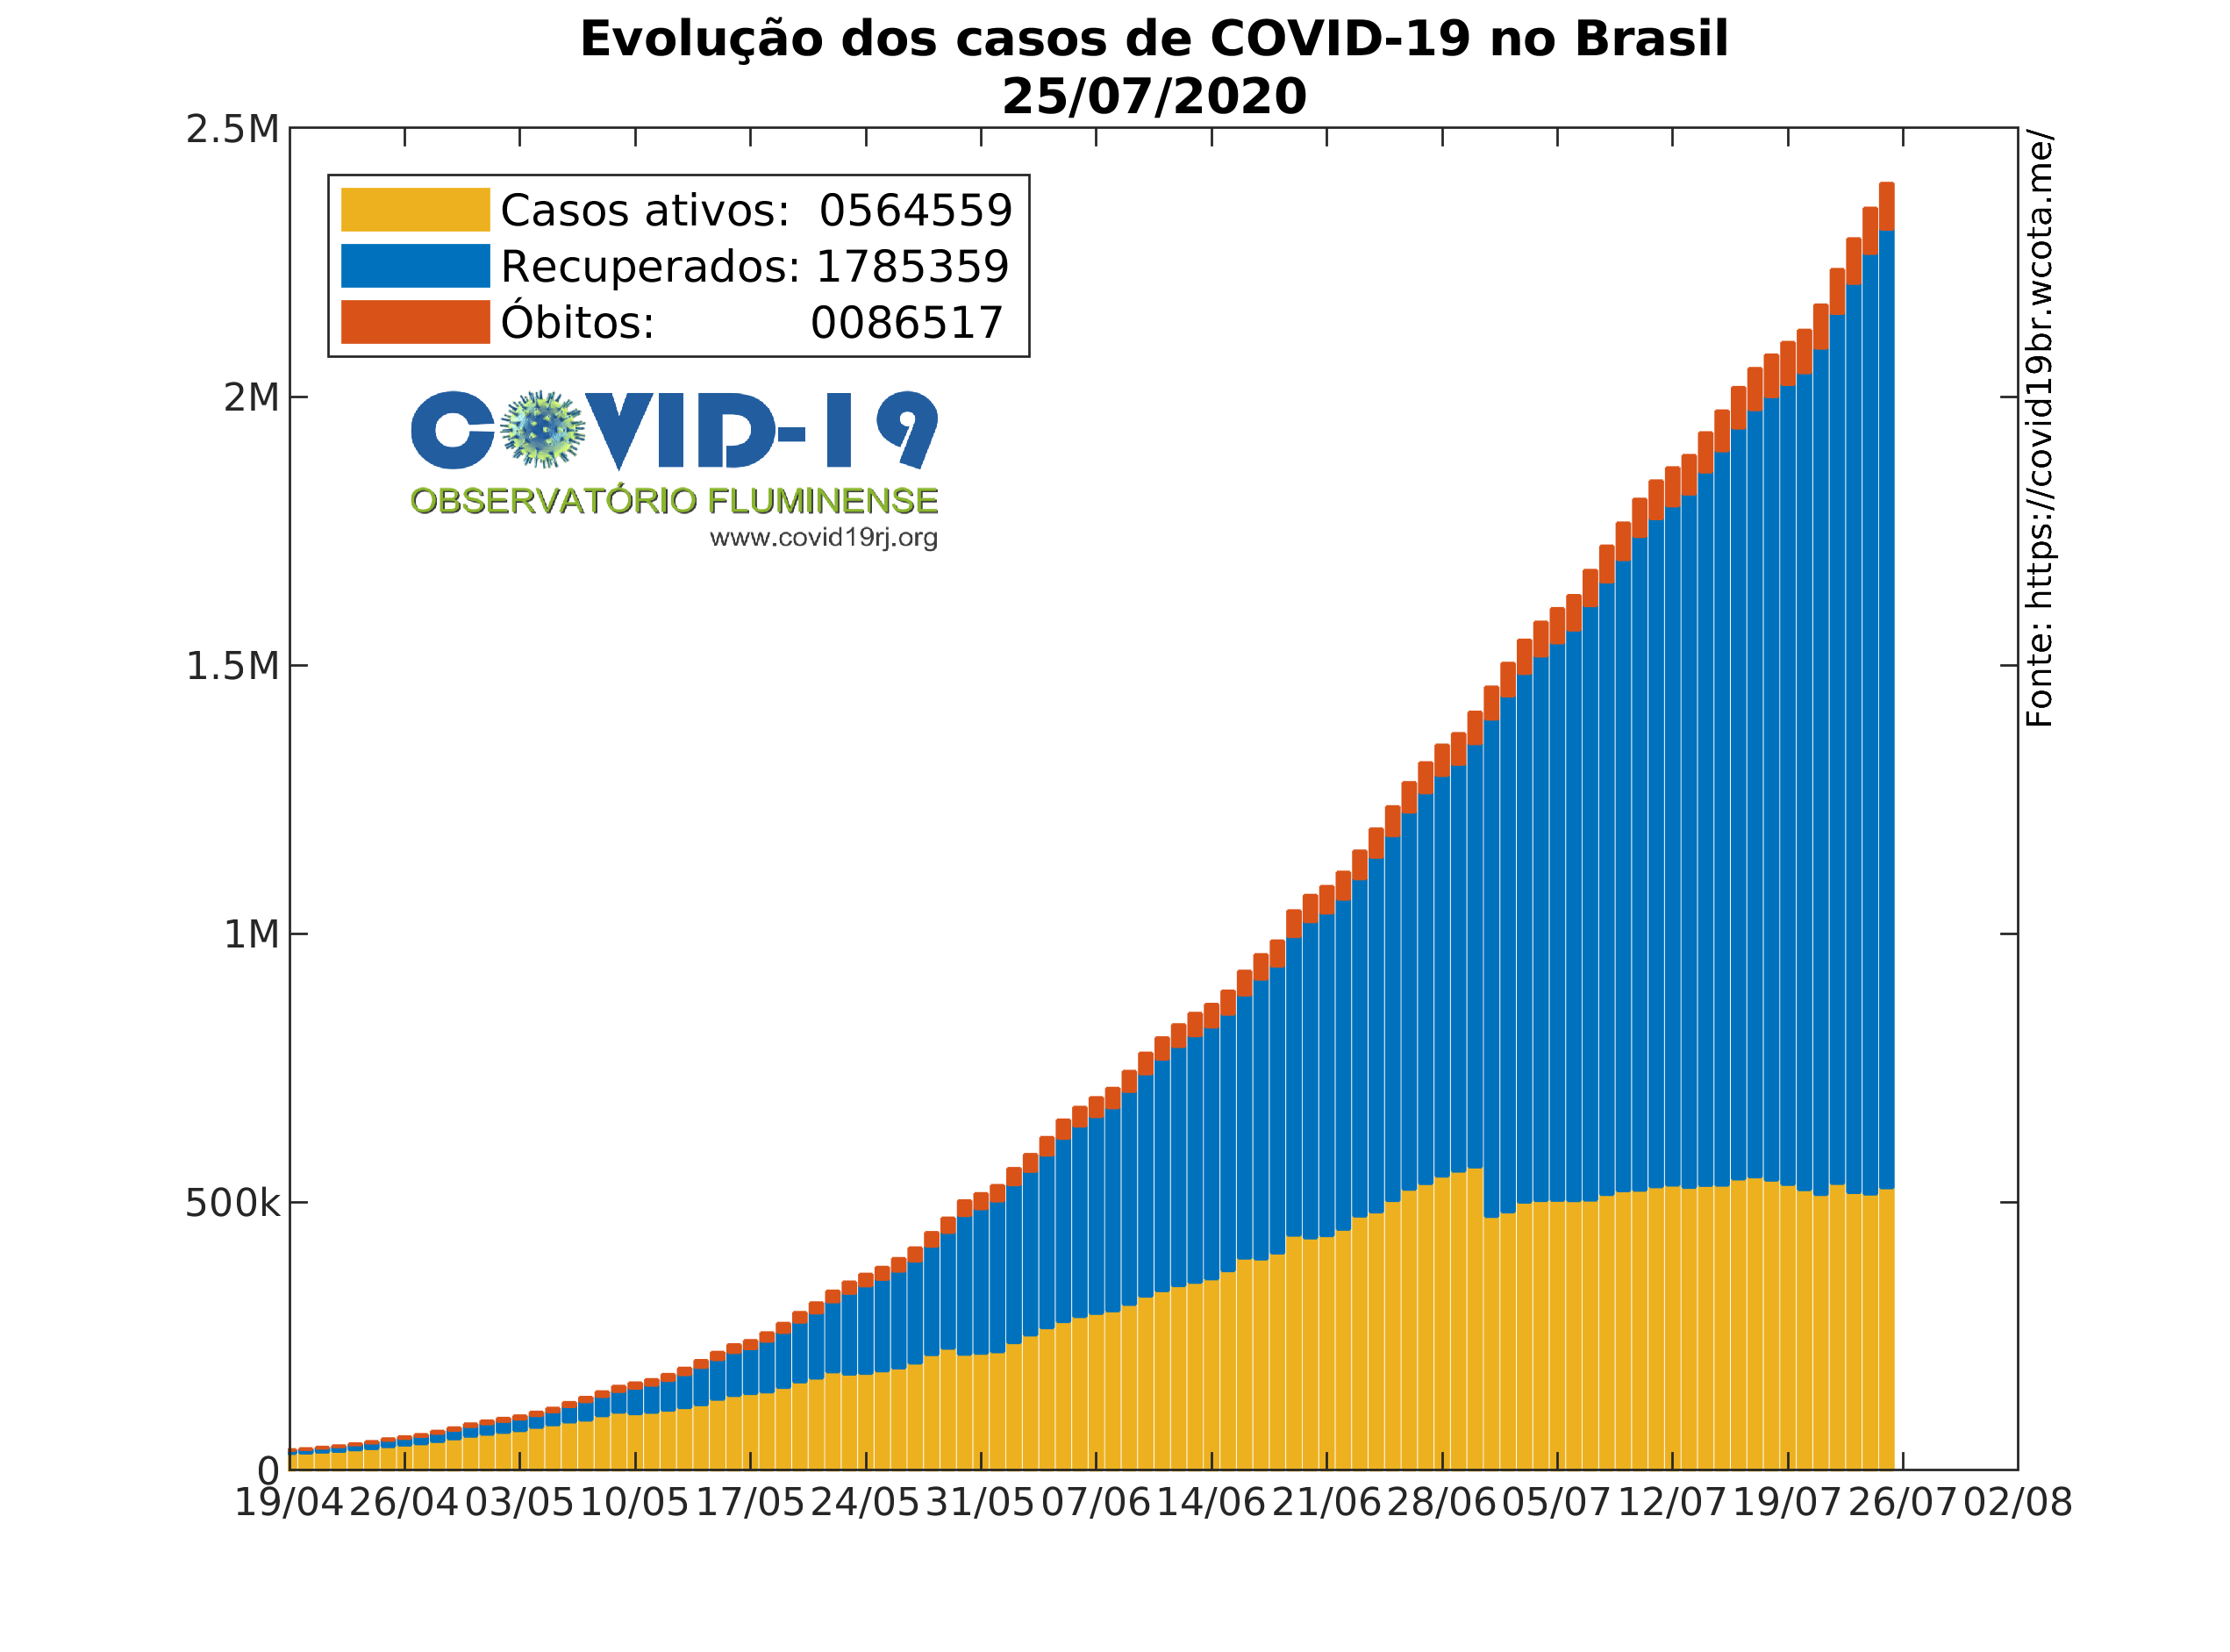 Evolução dos casos de COVID-19 no Brasil
25/07/2020
2.5M
2M
1.5M
1M
500k
0
Casos ativos: 0564559
Recuperados: 1785359
Óbitos: 0086517
COVID-19
OBSERVATÓRIO FLUMINENSE
www.covid19rj.org
Fonte: https://covid19br.wcota.me/
19/04 26/04 03/05 10/05 17/05 24/05 31/05 07/06 14/06 21/06 28/06 05/07 12/07 19/07 26/07 02/08